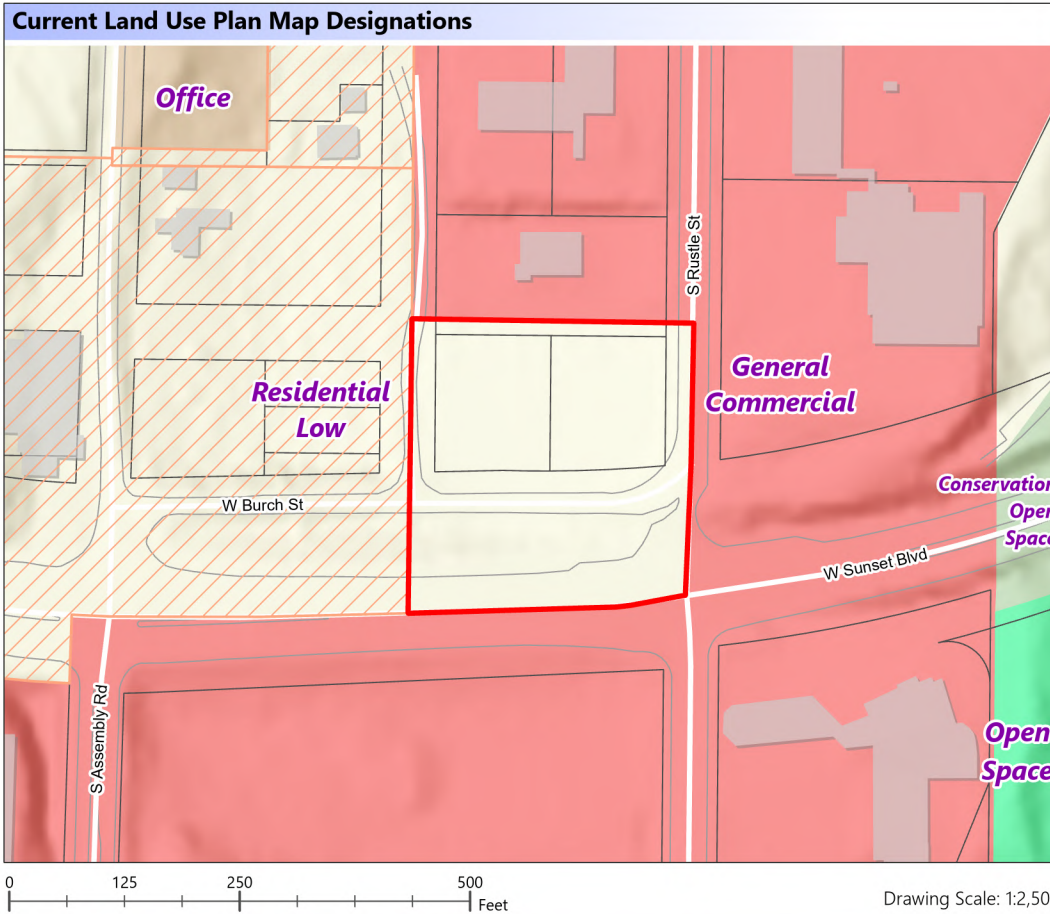 Current Land Use Plan Map Designations
Office
S Rustle St
General
Commercial
Residential
Low
Conservation
Open
Space
W Burch St
W Sunset Blvd
S Assembly Rd
Open
Space
0 125 250 500
Feet
Drawing Scale: 1:2,50